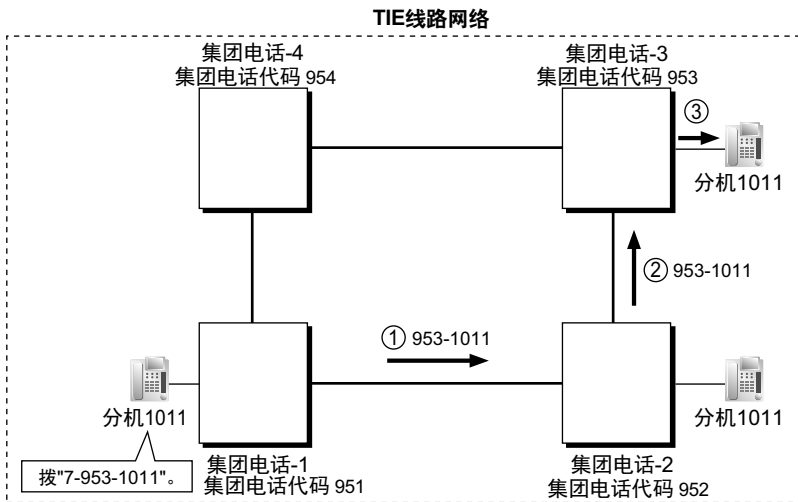 TIE线路网络
集团电话-4
集团电话代码 954
集团电话-3
集团电话代码 953
③
分机1011
② 953-1011
① 953-1011
分机1011
分机1011
拨"7-953-1011"。
集团电话-1
集团电话代码 951
集团电话-2
集团电话代码 952